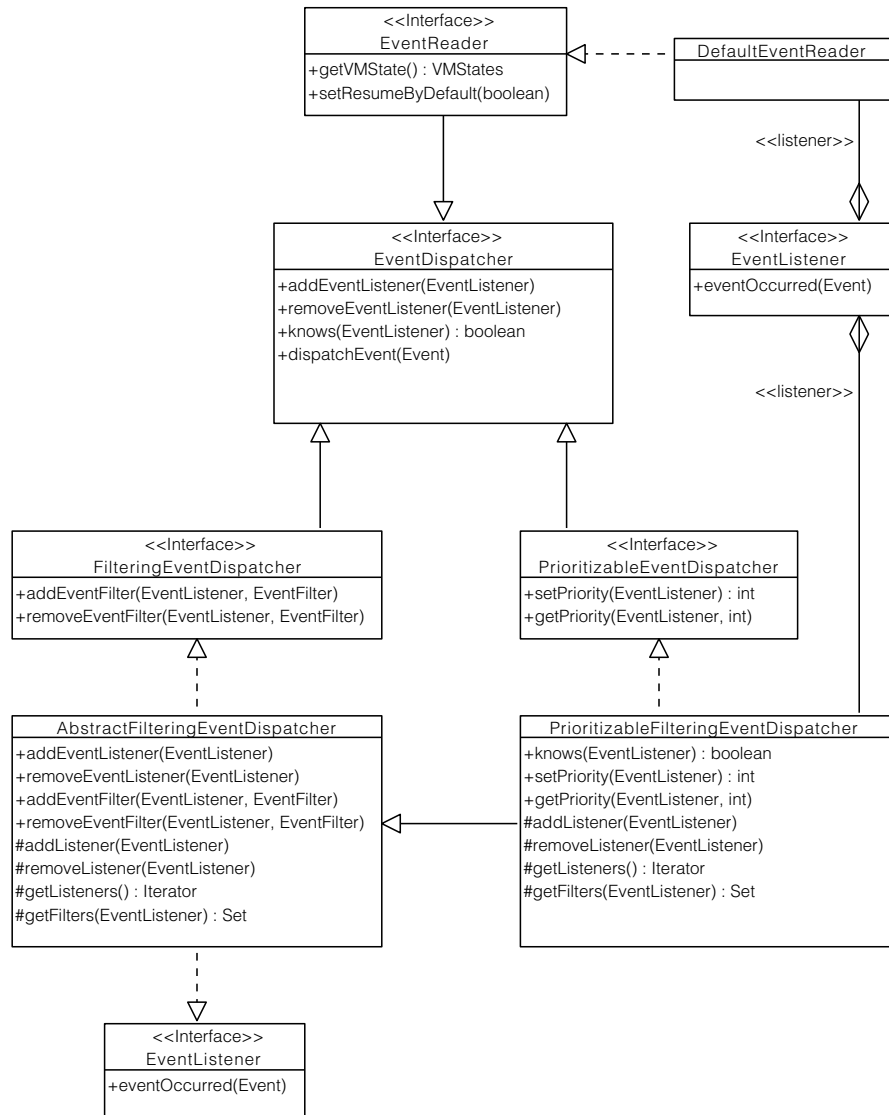 <<Interface>>
EventReader
+getVMState() : VMStates
+setResumeByDefault(boolean)
DefaultEventReader
<<listener>>
<<Interface>>
EventDispatcher
+addEventListener(EventListener)
+removeEventListener(EventListener)
+knows(EventListener) : boolean
+dispatchEvent(Event)
<<Interface>>
EventListener
+eventOccurred(Event)
<<listener>>
<<Interface>>
FilteringEventDispatcher
+addEventFilter(EventListener, EventFilter)
+removeEventFilter(EventListener, EventFilter)
<<Interface>>
PrioritizableEventDispatcher
+setPriority(EventListener) : int
+getPriority(EventListener, int)
AbstractFilteringEventDispatcher
+addEventListener(EventListener)
+removeEventListener(EventListener)
+addEventFilter(EventListener, EventFilter)
+removeEventFilter(EventListener, EventFilter)
#addListener(EventListener)
#removeListener(EventListener)
#getListeners() : Iterator
#getFilters(EventListener) : Set
PrioritizableFilteringEventDispatcher
+knows(EventListener) : boolean
+setPriority(EventListener) : int
+getPriority(EventListener, int)
#addListener(EventListener)
#removeListener(EventListener)
#getListeners() : Iterator
#getFilters(EventListener) : Set
<<Interface>>
EventListener
+eventOccurred(Event)